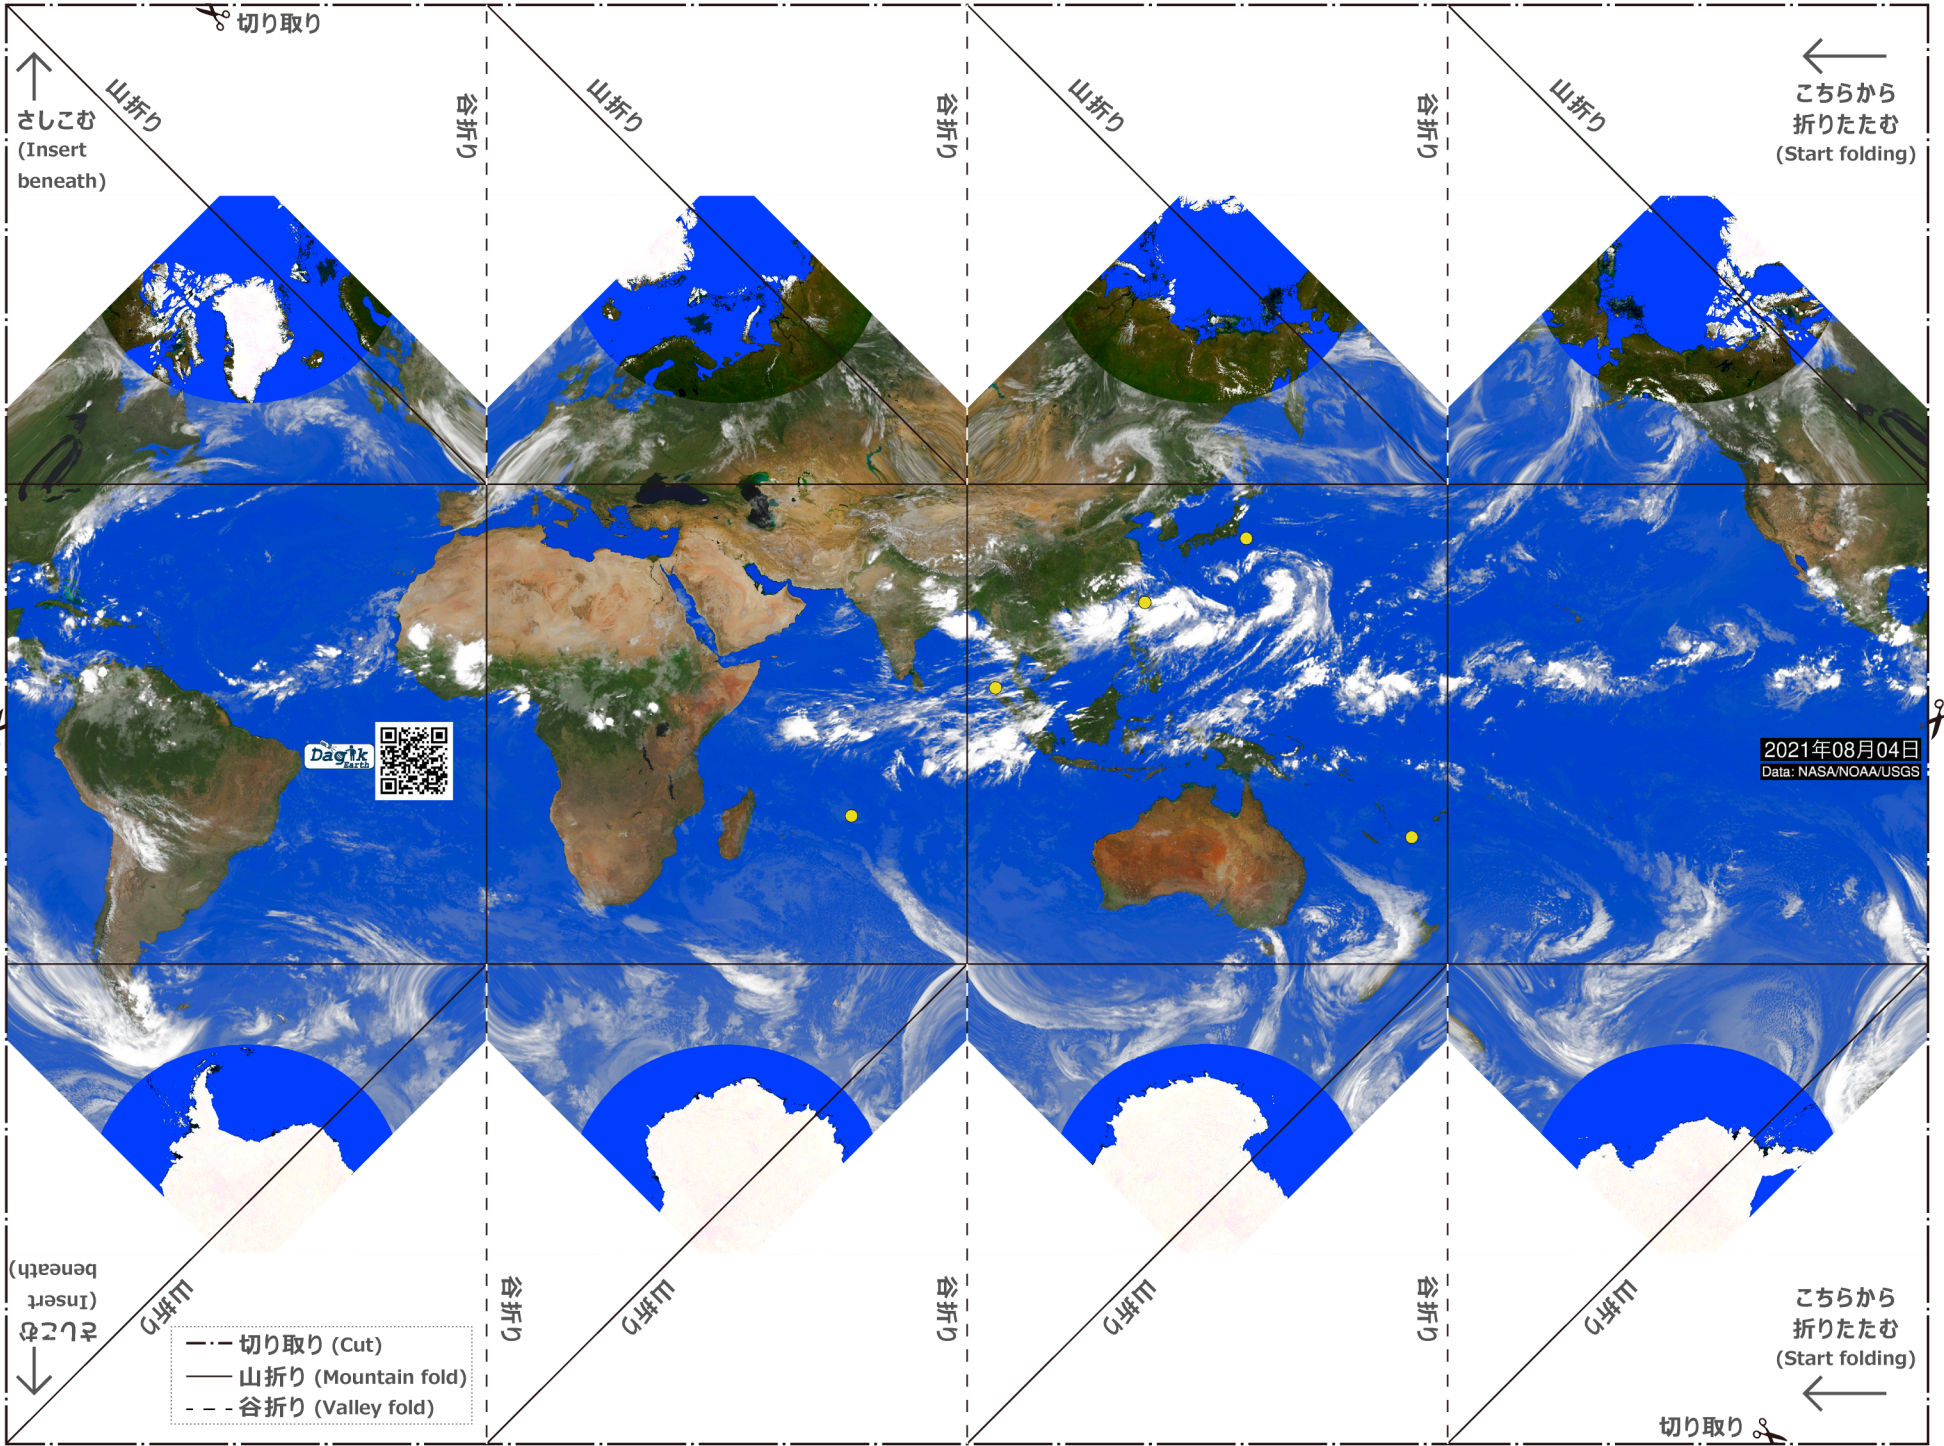 切り取り
さしこむ
(Insert
beneath)
山折り
谷折り
山折り
谷折り
山折り
谷折り
山折り
こちらから
折りたたむ
(Start folding)
Dagik
Earth
2021年08月04日
Data: NASA/NOAA/USGS
さしこむ
(Insert
beneath)
山折り
谷折り
山折り
谷折り
山折り
谷折り
山折り
こちらから
折りたたむ
(Start folding)
切り取り (Cut)
山折り (Mountain fold)
谷折り (Valley fold)
切り取り